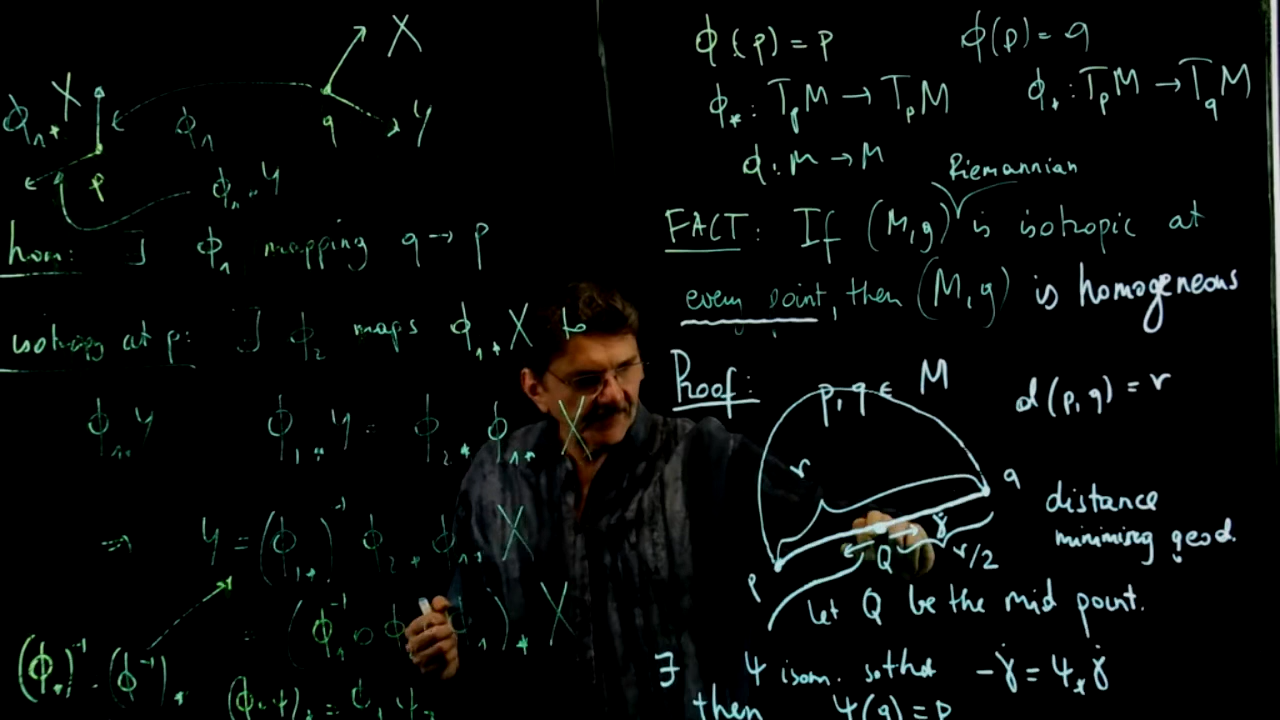 X
ϕ₁⁎ X
ϕ₁
q
Y
p
ϕ₁⁎ Y
hom: ∃ ϕ₁ mapping q → p
isotropy at p: ∃ ϕ₂ maps ϕ₁⁎ X to
ϕ₁⁎ Y ϕ₁⁎ Y = ϕ₂⁎ ϕ₁⁎ X
⇒ Y = (ϕ₁⁎)⁻¹ ϕ₂⁎ ϕ₁⁎ X
= (ϕ₁⁻¹ ∘ ϕ ϕ₁)⁎ X
(ϕ⁎)⁻¹ = (ϕ⁻¹)⁎
ϕ(p) = p ϕ(p) = q
ϕ⁎ : TₚM → TₚM ϕ⁎ : TₚM → T_qM
ϕ : M → M
Riemannian
FACT: If (M,g) is isotropic at
every point, then (M,g) is homogeneous
Proof: p, q ∈ M d(p,q) = r
r
q
distance
minimising geod.
γ̇
Q
r/2
p
let Q be the mid point.
∃ ψ isom. so that -γ̇ = ψ⁎γ̇
then ψ(q) = p